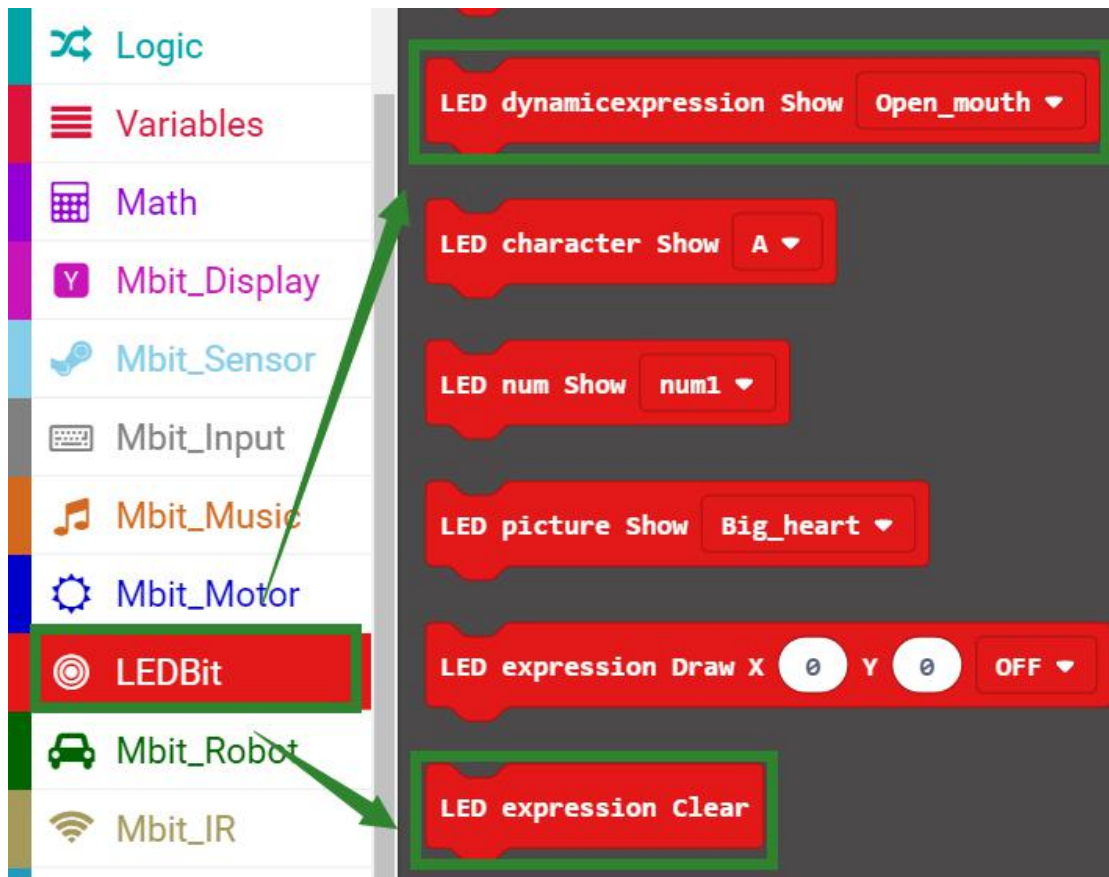 Logic
Variables
Math
Y Mbit_Display
Mbit_Sensor
Mbit_Input
Mbit_Music
Mbit_Motor
LEDBit
Mbit_Robot
Mbit_IR
LED dynamicexpression Show Open_mouth
LED character Show A
LED num Show num1
LED picture Show Big_heart
LED expression Draw X 0 Y 0 OFF
LED expression Clear